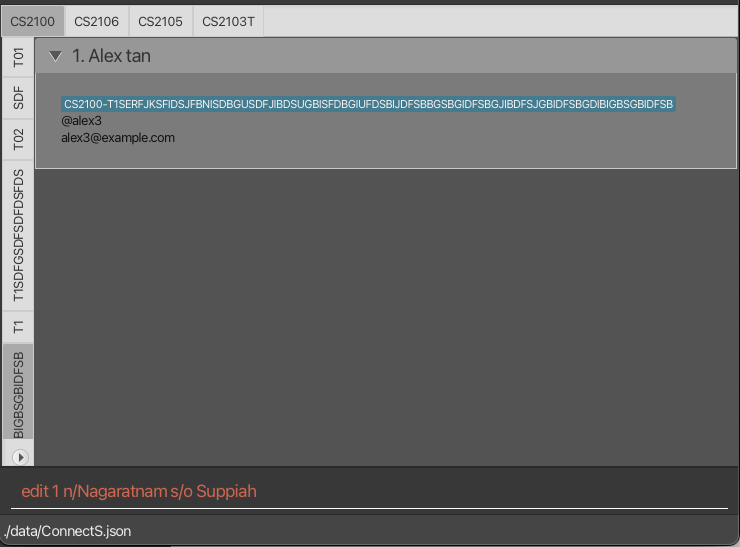 CS2100 CS2106 CS2105 CS2103T
T01
SDF
T02
T1SDFGSDFSDFDSFDS
T1
BIGBSGBIDFSB
1. Alex tan
CS2100-T1SERFJKSFIDSJFBNISDBGUSDFJIBDSUGBISFDBGIUFDSBIJDFSBBGSBGIDFSBGJIBDFSJGBIDFSBGDIBIGBSGBIDFSB
@alex3
alex3@example.com
edit 1 n/Nagaratnam s/o Suppiah
./data/ConnectS.json